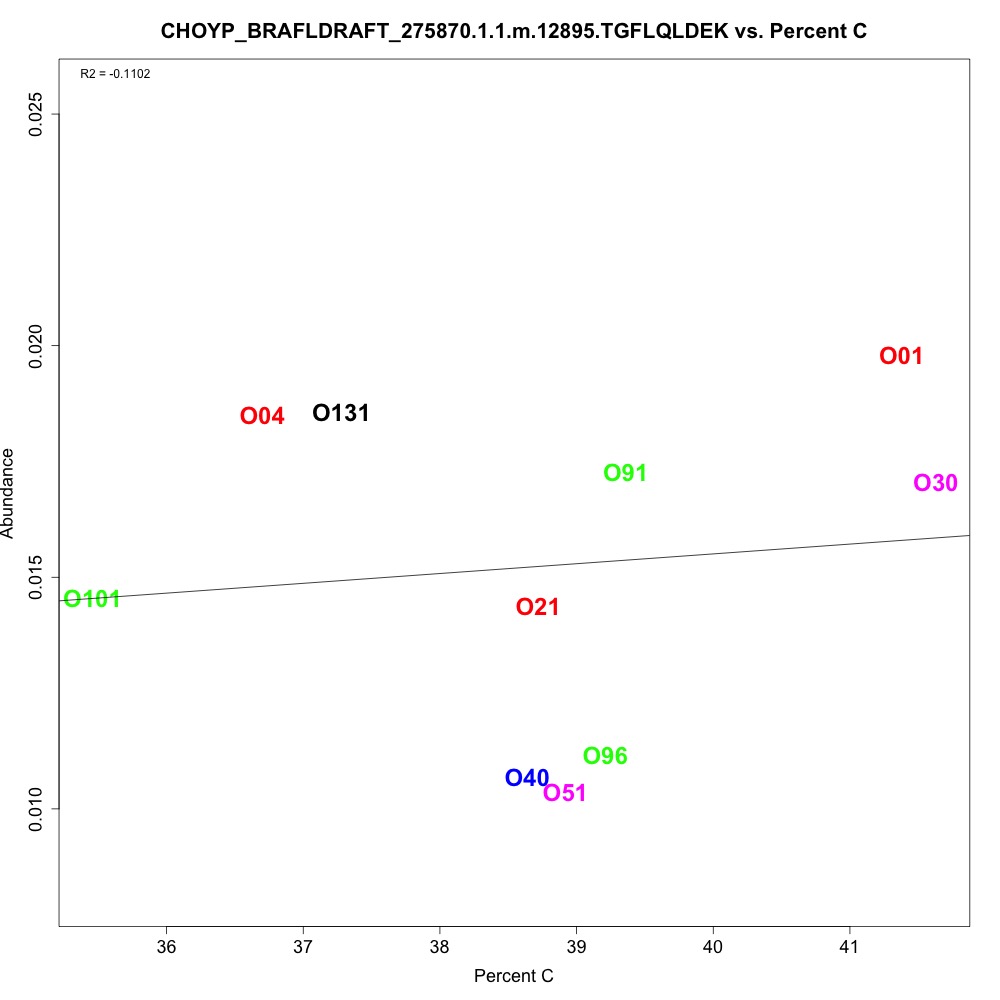 CHOYP_BRAFLDRAFT_275870.1.1.m.12895.TGFLQLDEK vs. Percent C
R2 = -0.1102
0.025
0.020
O01
O04
O131
O91
O30
Abundance
0.015
O101
O21
O96
O40
O51
0.010
36 37 38 39 40 41
Percent C